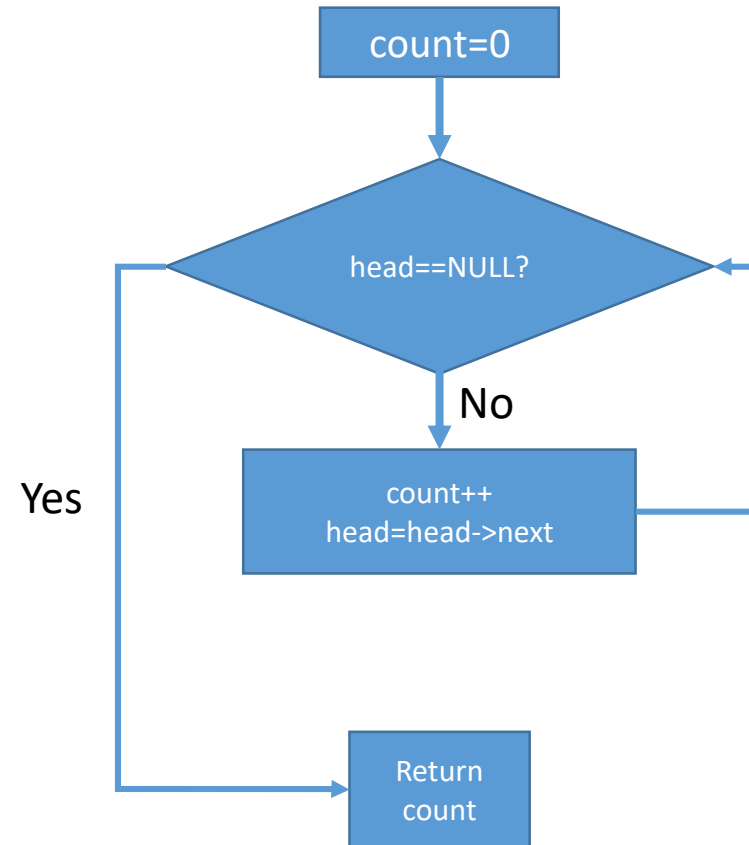 count=0
head==NULL?
No
Yes
count++
head=head->next
Return
count